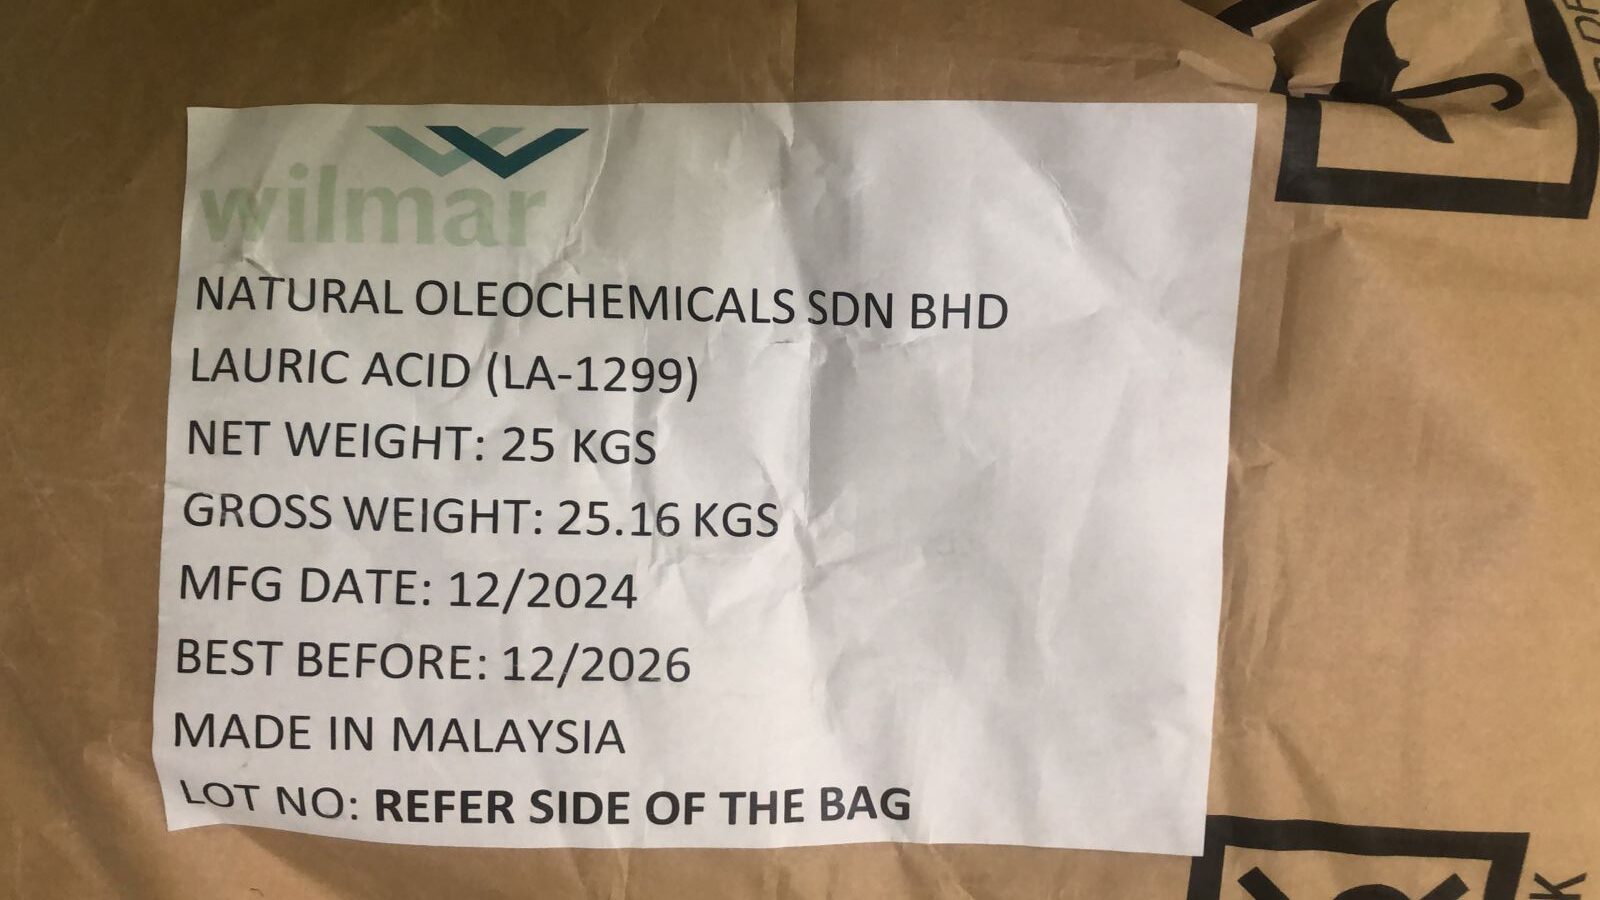 wilmar
NATURAL OLEOCHEMICALS SDN BHD
LAURIC ACID (LA-1299)
NET WEIGHT: 25 KGS
GROSS WEIGHT: 25.16 KGS
MFG DATE: 12/2024
BEST BEFORE: 12/2026
MADE IN MALAYSIA
LOT NO: REFER SIDE OF THE BAG